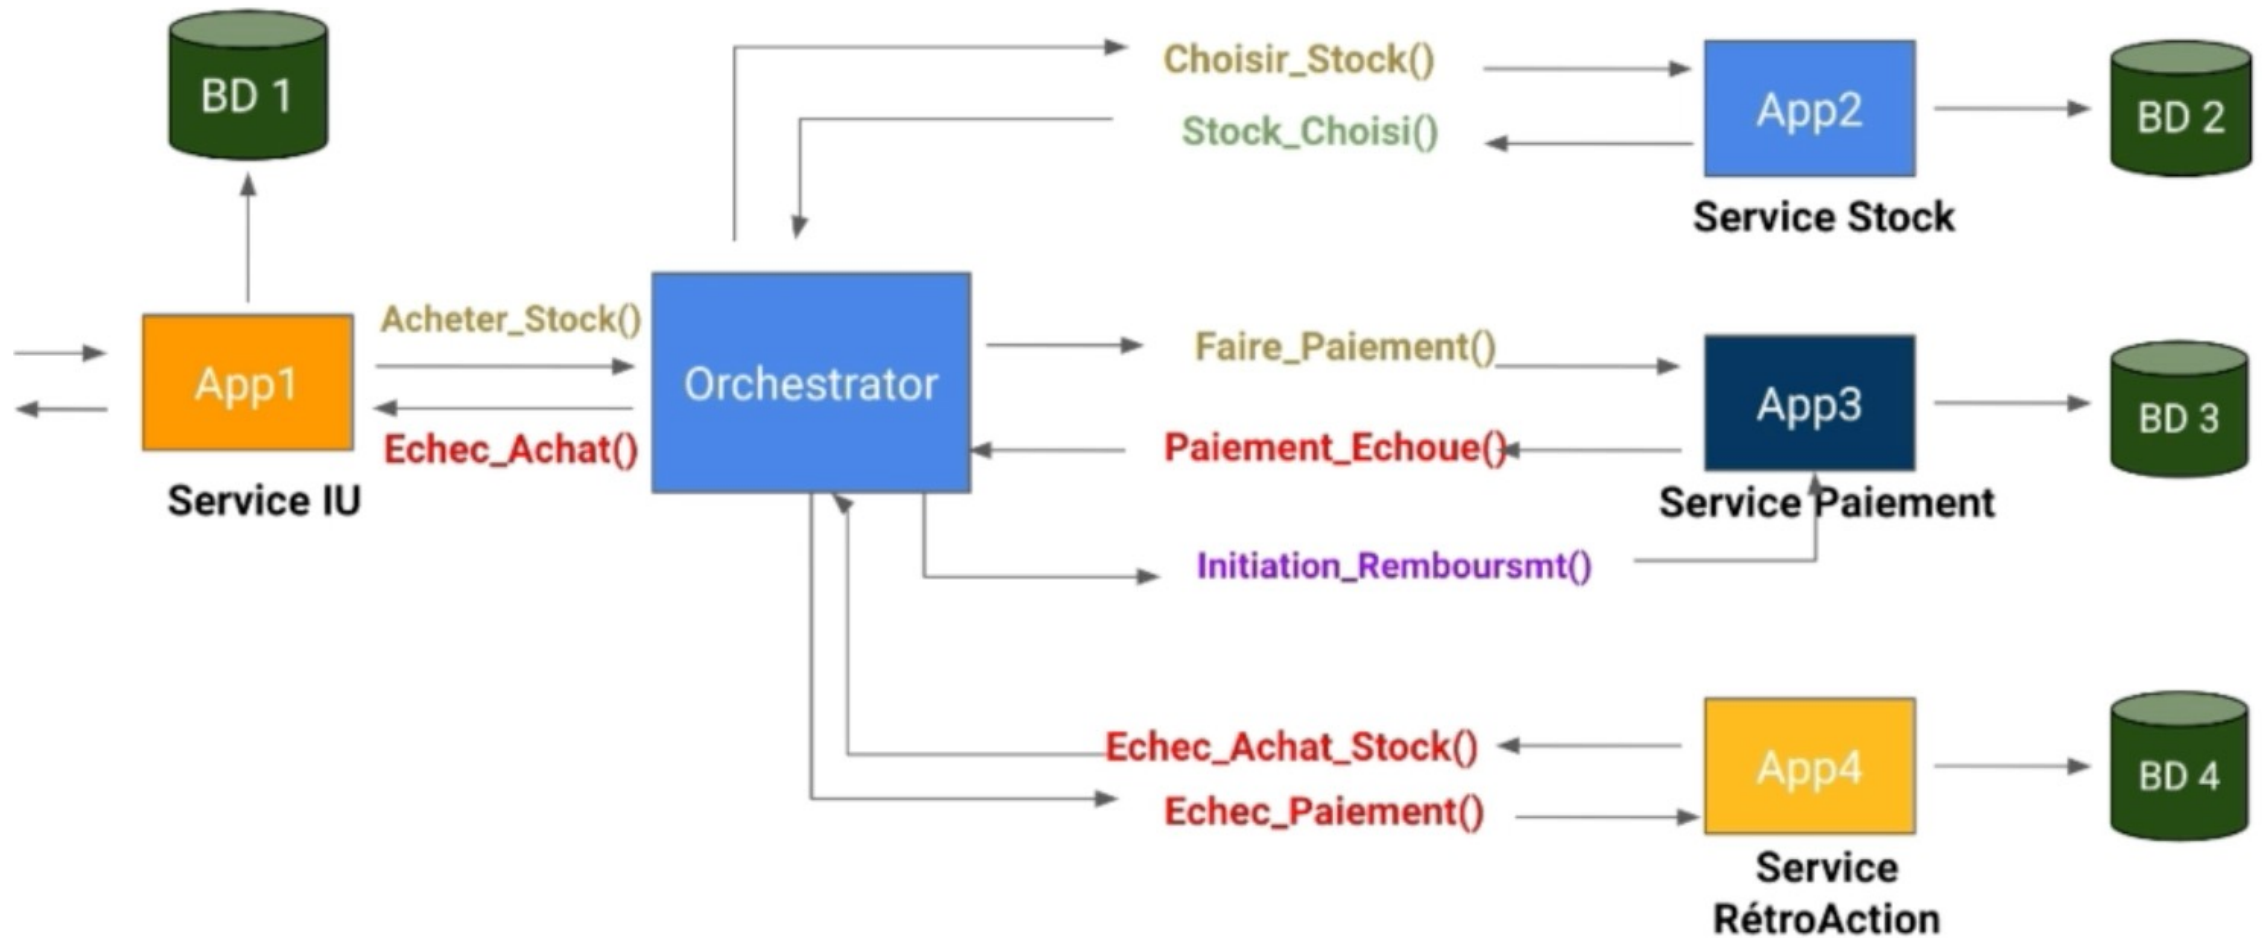 BD 1
Choisir_Stock()
Stock_Choisi()
App2
BD 2
Service Stock
Acheter_Stock()
App1
Echec_Achat()
Service IU
Orchestrator
Faire_Paiement()
Paiement_Echoue()
App3
BD 3
Service Paiement
Initiation_Remboursmt()
Echec_Achat_Stock()
Echec_Paiement()
App4
BD 4
Service
RétroAction